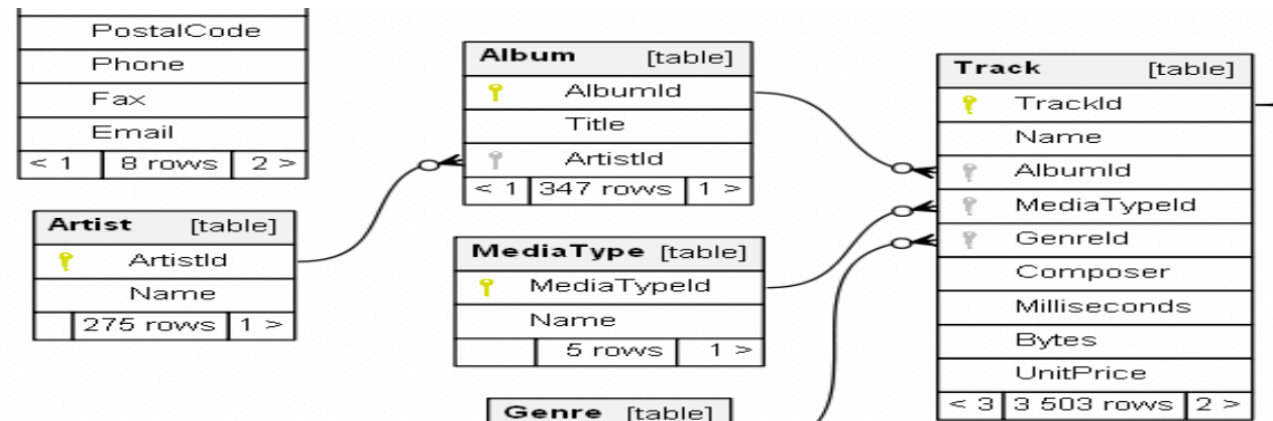 PostalCode
Phone
Fax
Email
< 1 8 rows 2 >
Artist [table]
ArtistId
Name
275 rows 1 >
Album [table]
AlbumId
Title
ArtistId
< 1 347 rows 1 >
MediaType [table]
MediaTypeId
Name
5 rows 1 >
Genre [table]
Track [table]
TrackId
Name
AlbumId
MediaTypeId
GenreId
Composer
Milliseconds
Bytes
UnitPrice
< 3 3 503 rows 2 >